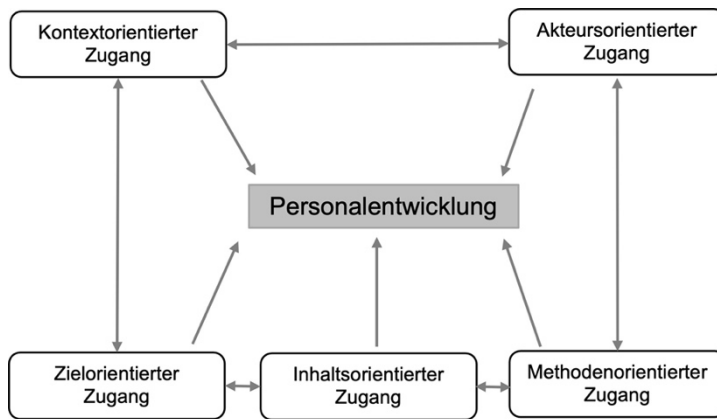 Kontextorientierter
Zugang
Akteursorientierter
Zugang
Personalentwicklung
Zielorientierter
Zugang
Inhaltsorientierter
Zugang
Methodenorientierter
Zugang